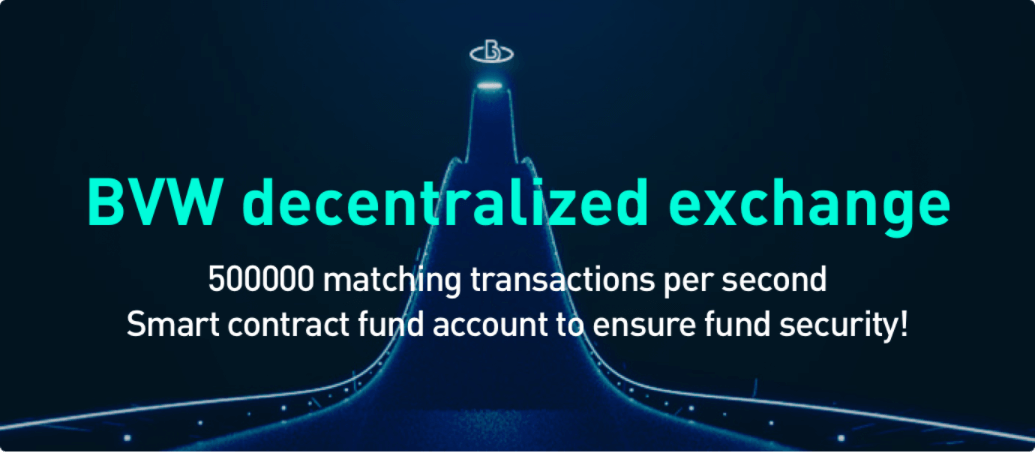 BVW decentralized exchange
500000 matching transactions per second
Smart contract fund account to ensure fund security!